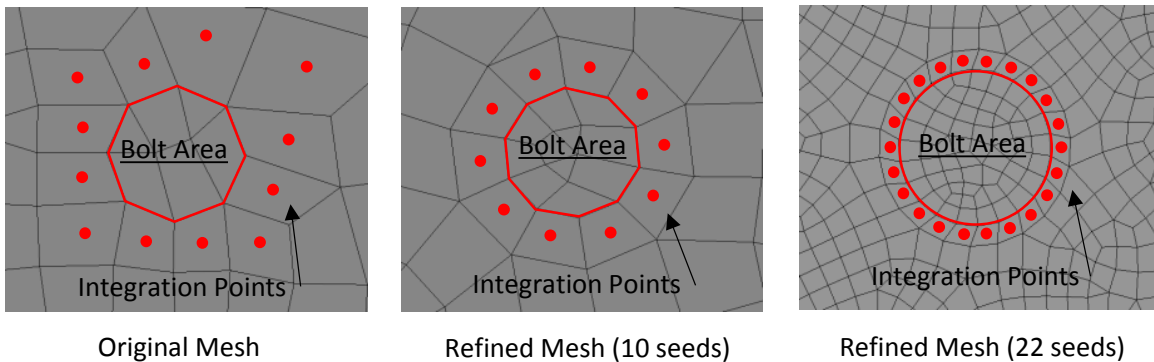 Bolt Area
Integration Points
Original Mesh
Bolt Area
Integration Points
Refined Mesh (10 seeds)
Bolt Area
Integration Points
Refined Mesh (22 seeds)